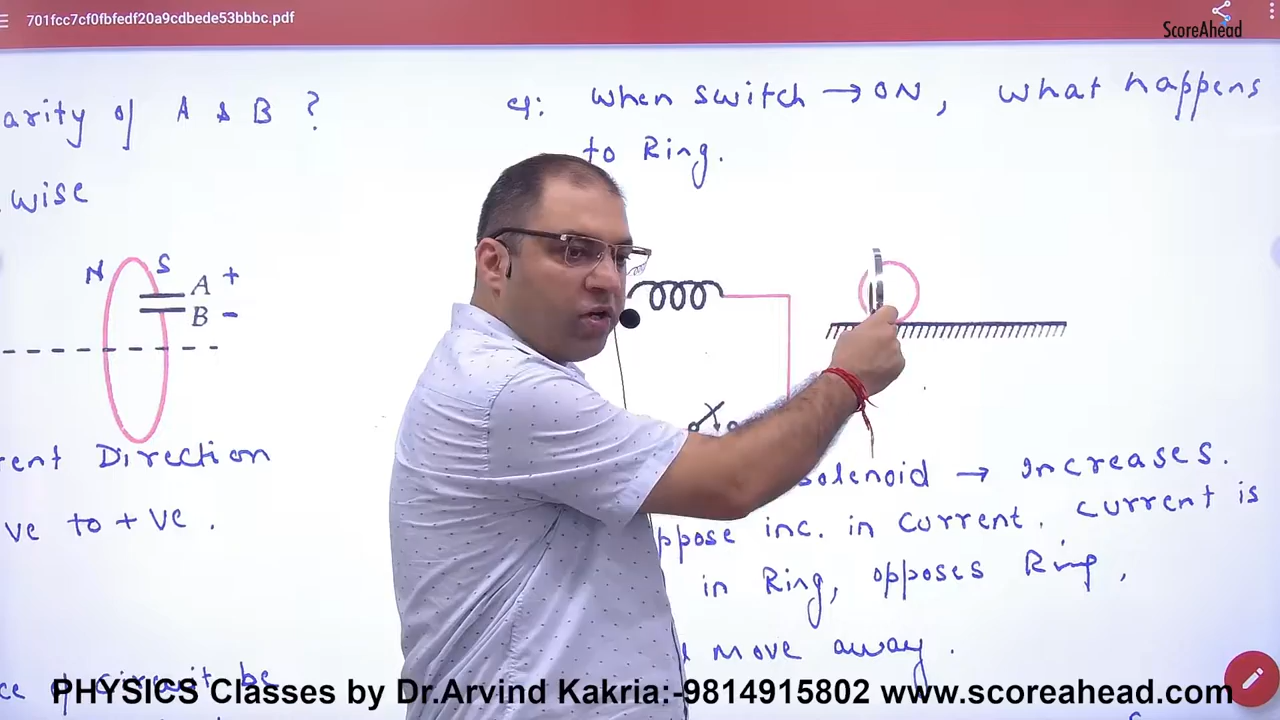 701fcc7cf0fbfedf20a9cdbede53bbbc.pdf
ScoreAhead
arity of A & B ?
wise
N S A +
B -
rent Direction
ve to + ve .
be
Q: When switch → ON, what happens
to Ring.
solenoid → increases.
ppose inc. in current. current is
in Ring, opposes Ring,
move away.
PHYSICS Classes by Dr.Arvind Kakria:-9814915802 www.scoreahead.com